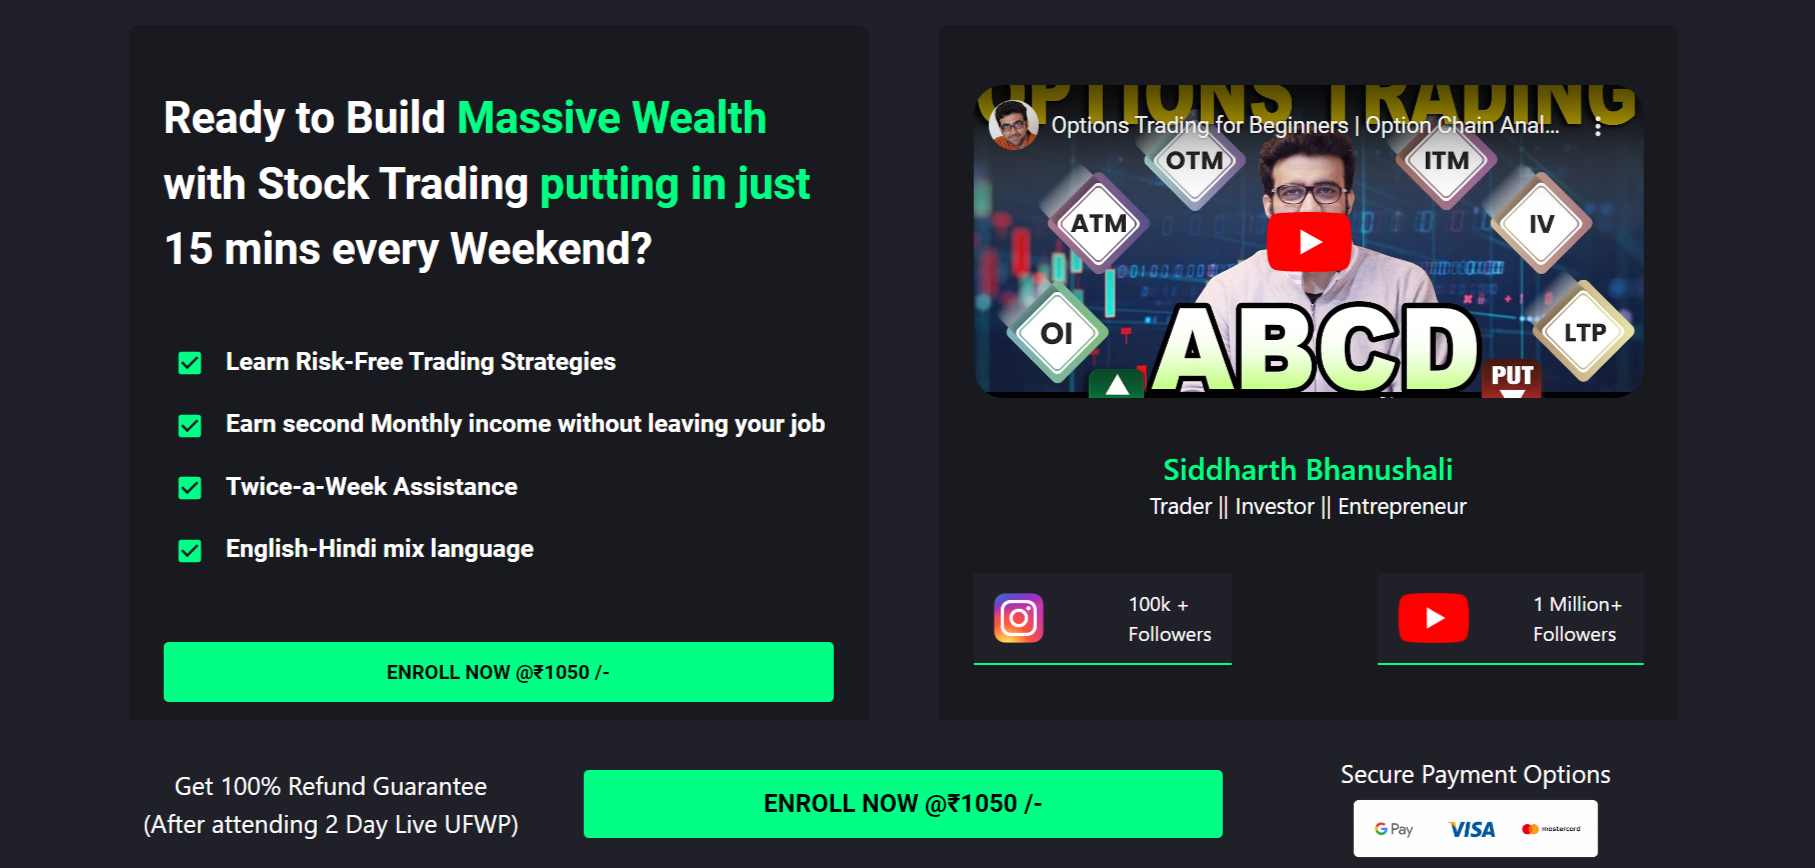 Ready to Build Massive Wealth
with Stock Trading putting in just
15 mins every Weekend?
Learn Risk-Free Trading Strategies
Earn second Monthly income without leaving your job
Twice-a-Week Assistance
English-Hindi mix language
ENROLL NOW @₹1050 /-
OPTIONS TRADING
Options Trading for Beginners | Option Chain Anal...
OTM
ITM
ATM
IV
OI
LTP
ABCD
PUT
Siddharth Bhanushali
Trader || Investor || Entrepreneur
100k +
Followers
1 Million+
Followers
Get 100% Refund Guarantee
(After attending 2 Day Live UFWP)
ENROLL NOW @₹1050 /-
Secure Payment Options
G Pay
VISA
mastercard